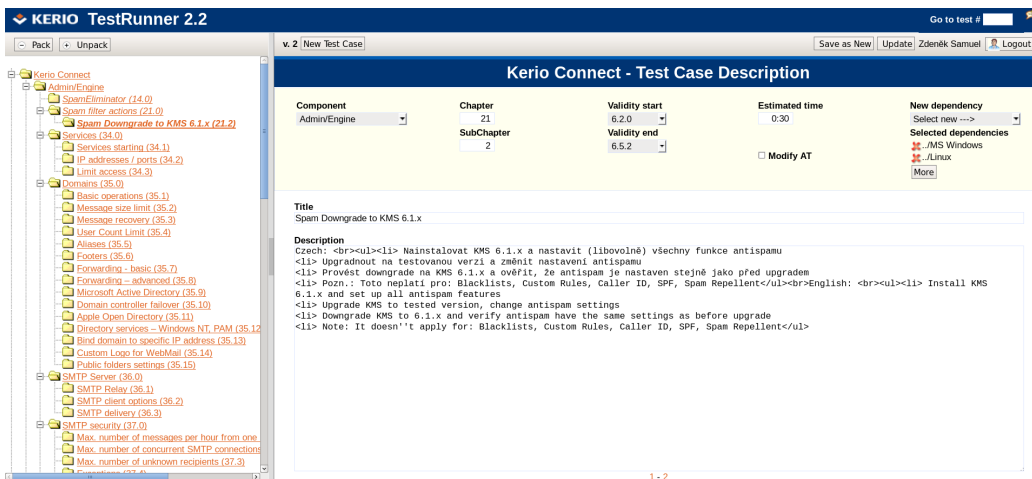 KERIO TestRunner 2.2
Go to test #
Pack
Unpack
v. 2
New Test Case
Save as New
Update
Zdeněk Samuel
Logout
Kerio Connect
Admin/Engine
SpamEliminator (14.0)
Spam filter actions (21.0)
Spam Downgrade to KMS 6.1.x (21.2)
Services (34.0)
Services starting (34.1)
IP addresses / ports (34.2)
Limit access (34.3)
Domains (35.0)
Basic operations (35.1)
Message size limit (35.2)
Message recovery (35.3)
User Count Limit (35.4)
Aliases (35.5)
Footers (35.6)
Forwarding - basic (35.7)
Forwarding – advanced (35.8)
Microsoft Active Directory (35.9)
Domain controller failover (35.10)
Apple Open Directory (35.11)
Directory services – Windows NT, PAM (35.12
Bind domain to specific IP address (35.13)
Custom Logo for WebMail (35.14)
Public folders settings (35.15)
SMTP Server (36.0)
SMTP Relay (36.1)
SMTP client options (36.2)
SMTP delivery (36.3)
SMTP security (37.0)
Max. number of messages per hour from one
Max. number of concurrent SMTP connections
Max. number of unknown recipients (37.3)
Exceptions (37.4)
Kerio Connect - Test Case Description
Component
Admin/Engine
Chapter
21
SubChapter
2
Validity start
6.2.0
Validity end
6.5.2
Estimated time
0:30
Modify AT
New dependency
Select new --->
Selected dependencies
../MS Windows
../Linux
More
Title
Spam Downgrade to KMS 6.1.x
Description
Czech: <br><ul><li> Nainstalovat KMS 6.1.x a nastavit (libovolně) všechny funkce antispamu
<li> Upgradnout na testovanou verzi a změnit nastavení antispamu
<li> Provést downgrade na KMS 6.1.x a ověřit, že antispam je nastaven stejně jako před upgradem
<li> Pozn.: Toto neplatí pro: Blacklists, Custom Rules, Caller ID, SPF, Spam Repellent</ul><br>English: <br><ul><li> Install KMS
6.1.x and set up all antispam features
<li> Upgrade KMS to tested version, change antispam settings
<li> Downgrade KMS to 6.1.x and verify antispam have the same settings as before upgrade
<li> Note: It doesn''t apply for: Blacklists, Custom Rules, Caller ID, SPF, Spam Repellent</ul>
1 - 2